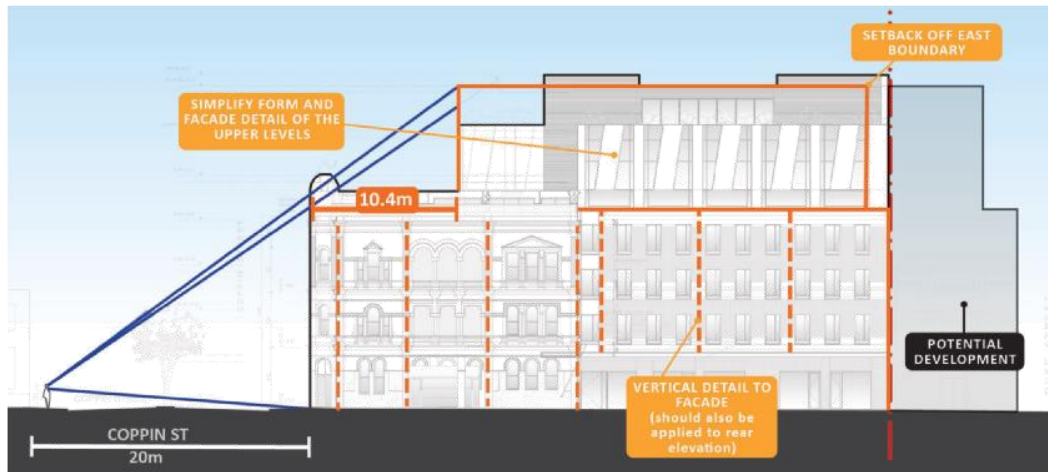 SETBACK OFF EAST
BOUNDARY
SIMPLIFY FORM AND
FACADE DETAIL OF THE
UPPER LEVELS
10.4m
POTENTIAL
DEVELOPMENT
VERTICAL DETAIL TO
FACADE
(should also be
applied to rear
elevation)
COPPIN ST
20m